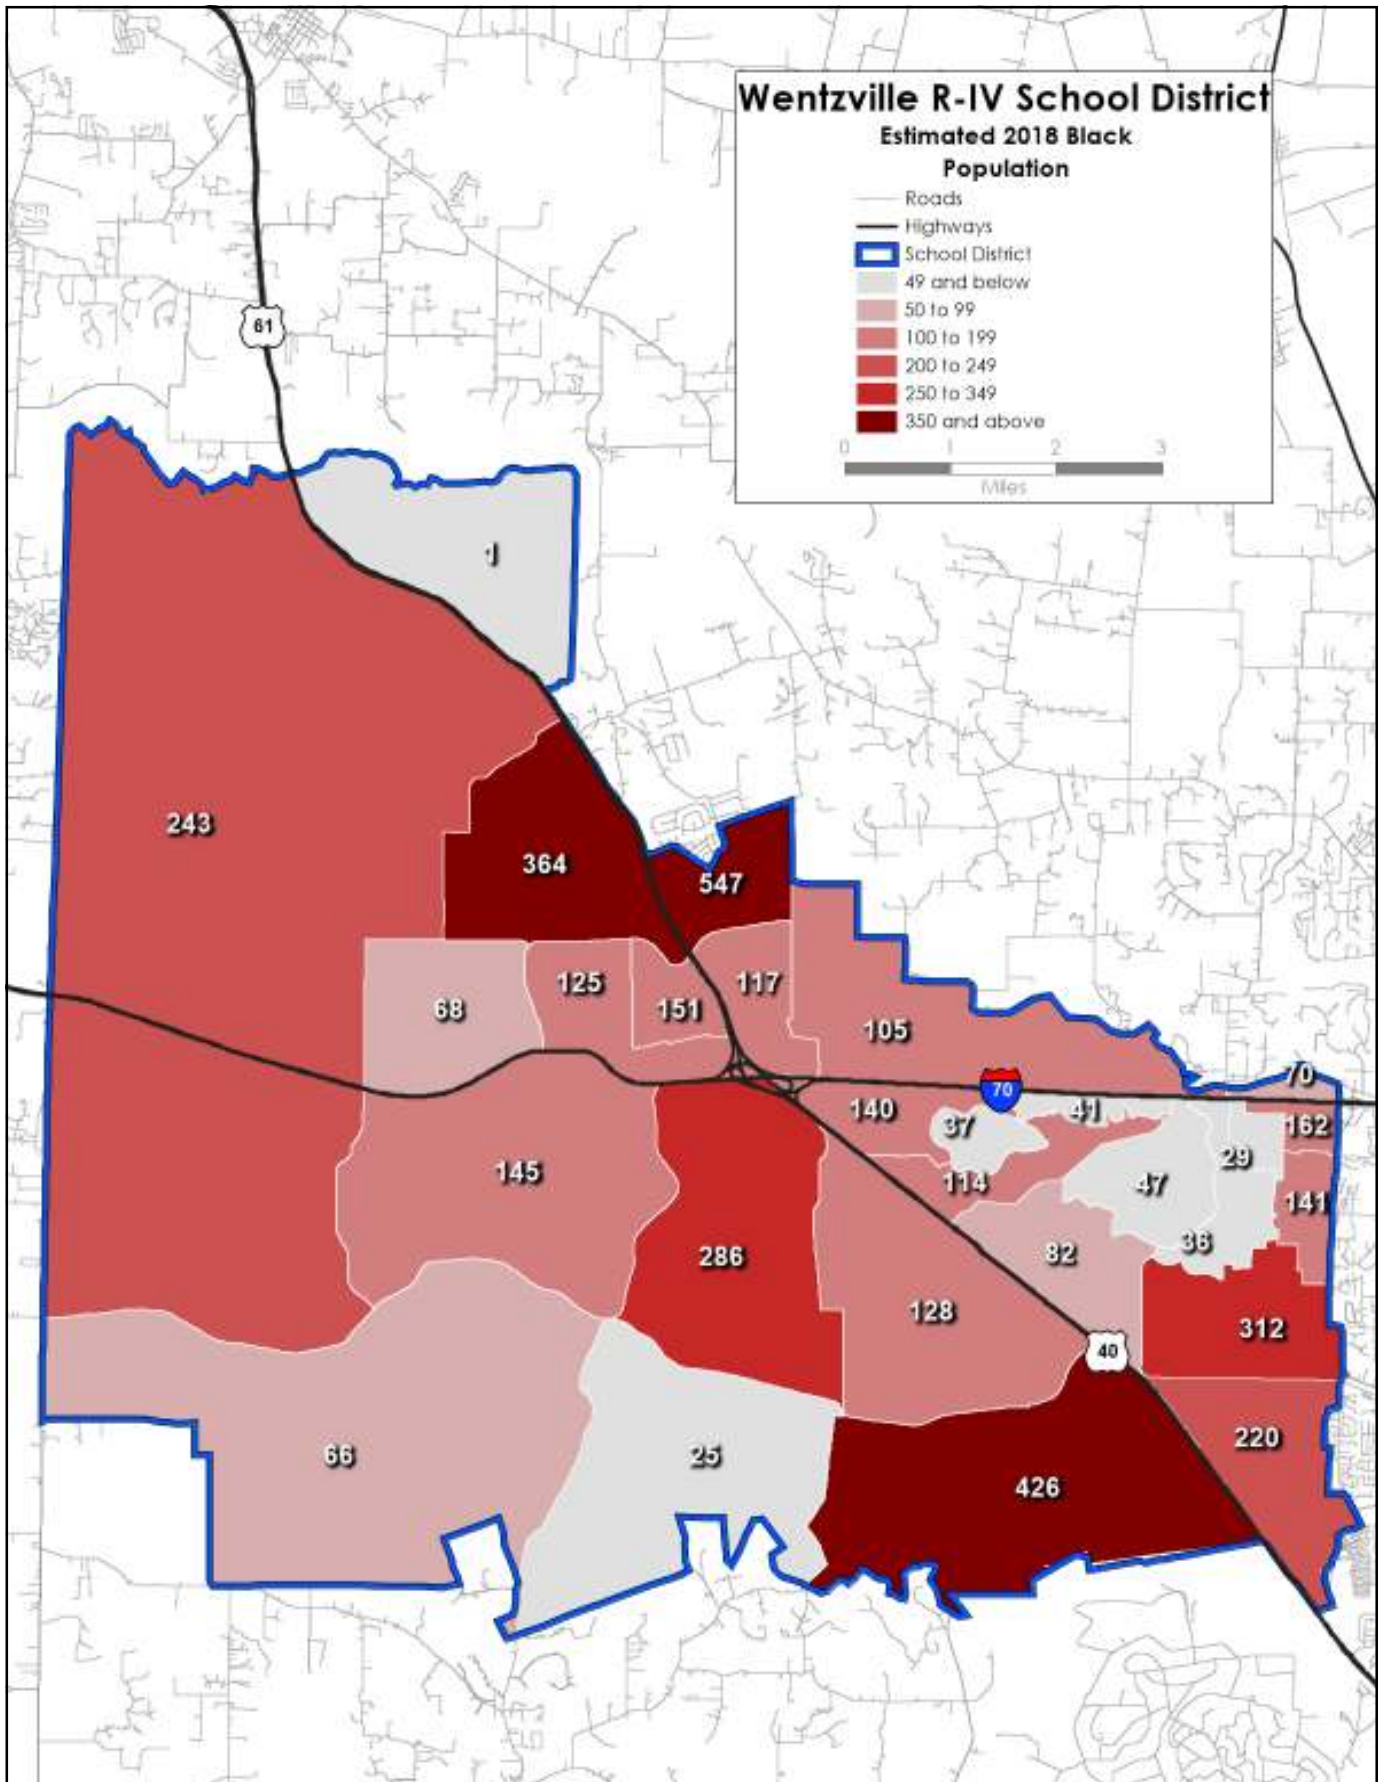 Wentzville R-IV School District
Estimated 2018 Black
Population
Roads
Highways
School District
49 and below
50 to 99
100 to 199
200 to 249
250 to 349
350 and above
0 1 2 3
Miles
61
1
243
364
547
125
117
68
151
105
70
70
140
41
37
162
29
145
114
47
141
36
286
82
128
312
40
220
66
25
426